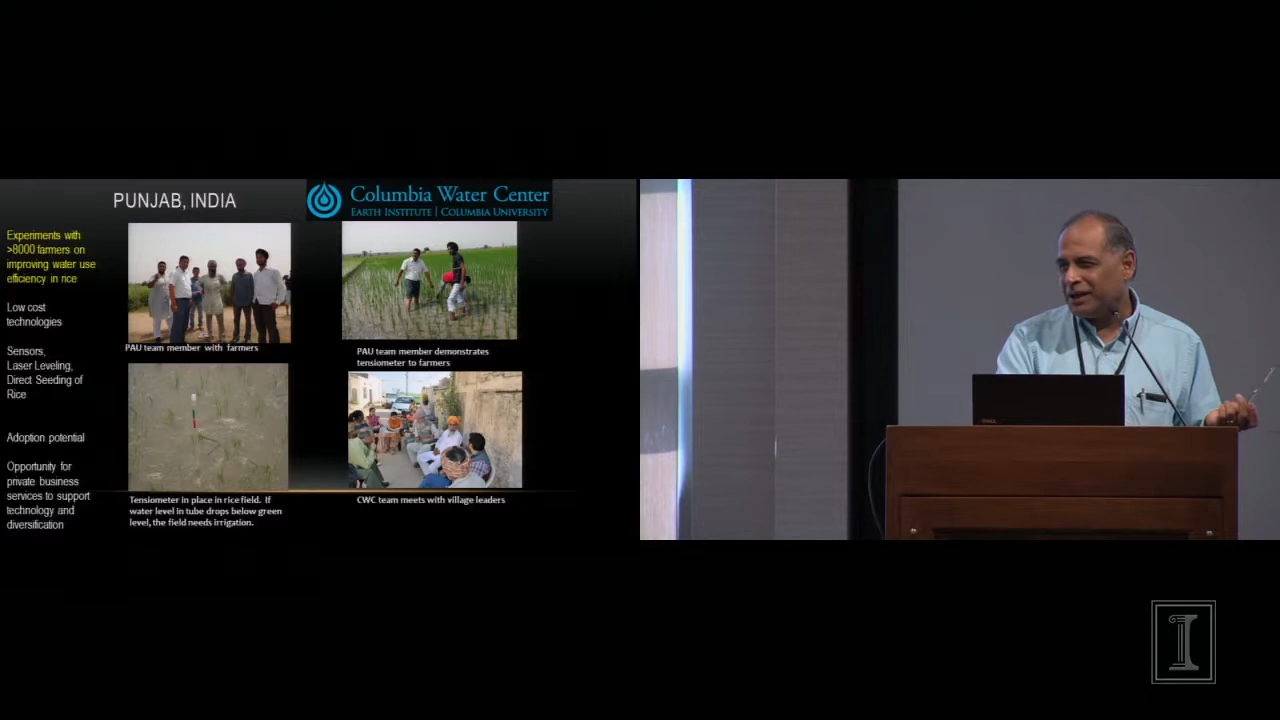 PUNJAB, INDIA
Columbia Water Center
EARTH INSTITUTE | COLUMBIA UNIVERSITY
Experiments with
>8000 farmers on
improving water use
efficiency in rice
Low cost
technologies
Sensors,
Laser Leveling,
Direct Seeding of
Rice
Adoption potential
Opportunity for
private business
services to support
technology and
diversification
PAU team member with farmers
PAU team member demonstrates
tensiometer to farmers
Tensiometer in place in rice field. If
water level in tube drops below green
level, the field needs irrigation.
CWC team meets with village leaders